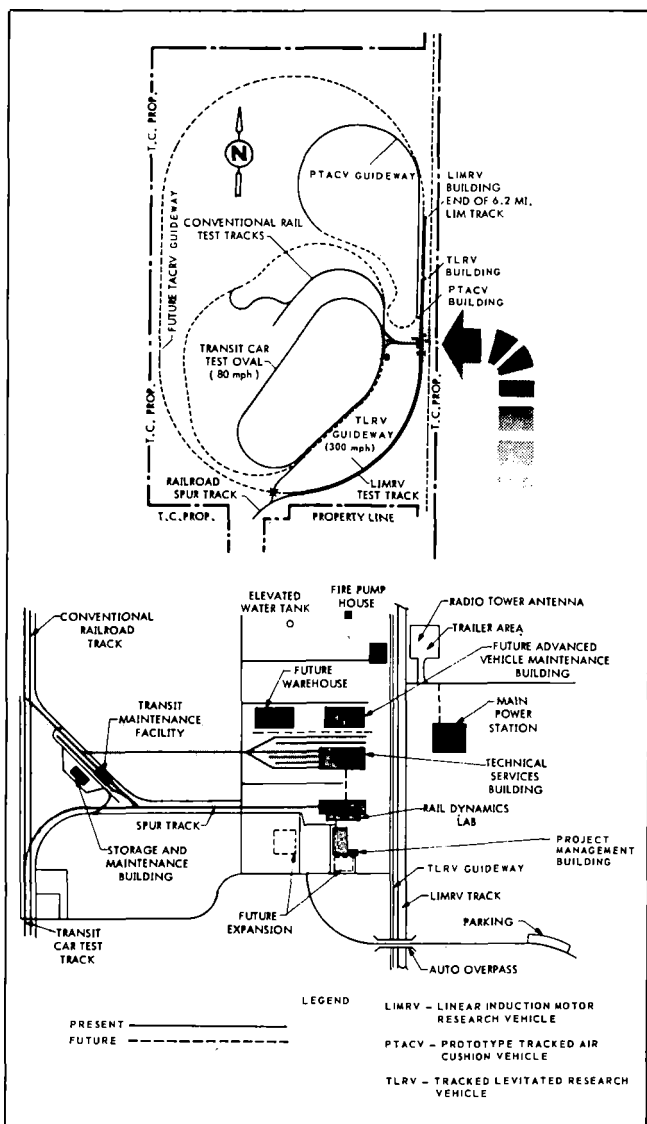 T.C. PROP.
N
PTACV GUIDEWAY
LIMRV
BUILDING
END OF 6.2 MI.
LIM TRACK
CONVENTIONAL RAIL
TEST TRACKS
FUTURE TACRV GUIDEWAY
TLRV
BUILDING
PTACV
BUILDING
TRANSIT CAR
TEST OVAL
( 80 mph )
T.C. PROP.
T.C. PROP.
TLRV
GUIDEWAY
(300 mph)
RAILROAD
SPUR TRACK
LIMRV
TEST TRACK
T.C. PROP.
PROPERTY LINE
CONVENTIONAL
RAILROAD
TRACK
ELEVATED
WATER TANK
FIRE PUMP
HOUSE
RADIO TOWER ANTENNA
TRAILER AREA
FUTURE ADVANCED
VEHICLE MAINTENANCE
BUILDING
FUTURE
WAREHOUSE
TRANSIT
MAINTENANCE
FACILITY
MAIN
POWER
STATION
TECHNICAL
SERVICES
BUILDING
SPUR TRACK
RAIL DYNAMICS
LAB
STORAGE AND
MAINTENANCE
BUILDING
PROJECT
MANAGEMENT
BUILDING
TLRV GUIDEWAY
FUTURE
EXPANSION
LIMRV TRACK
PARKING
TRANSIT
CAR TEST
TRACK
AUTO OVERPASS
LEGEND
PRESENT
FUTURE
LIMRV – LINEAR INDUCTION MOTOR
RESEARCH VEHICLE
PTACV – PROTOTYPE TRACKED AIR
CUSHION VEHICLE
TLRV – TRACKED LEVITATED RESEARCH
VEHICLE